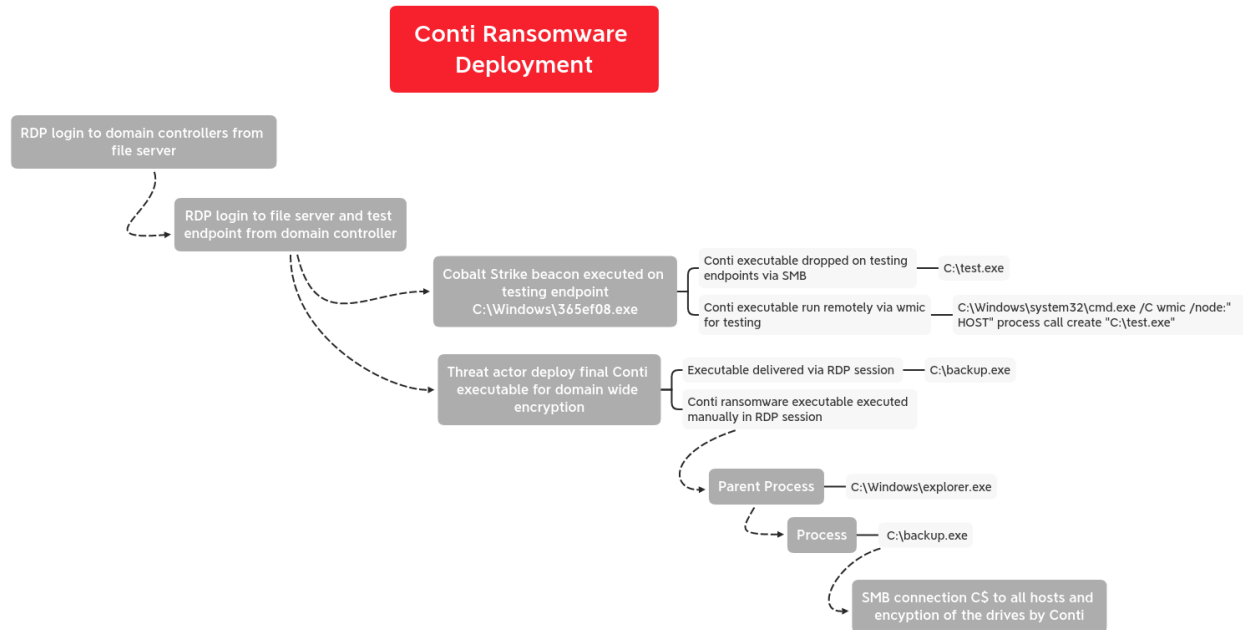 Conti Ransomware
Deployment
RDP login to domain controllers from
file server
RDP login to file server and test
endpoint from domain controller
Cobalt Strike beacon executed on
testing endpoint
C:\Windows\365ef08.exe
Conti executable dropped on testing
endpoints via SMB
C:\test.exe
Conti executable run remotely via wmic
for testing
C:\Windows\system32\cmd.exe /C wmic /node:"
HOST" process call create "C:\test.exe"
Threat actor deploy final Conti
executable for domain wide
encryption
Executable delivered via RDP session
C:\backup.exe
Conti ransomware executable executed
manually in RDP session
Parent Process
C:\Windows\explorer.exe
Process
C:\backup.exe
SMB connection C$ to all hosts and
encyption of the drives by Conti